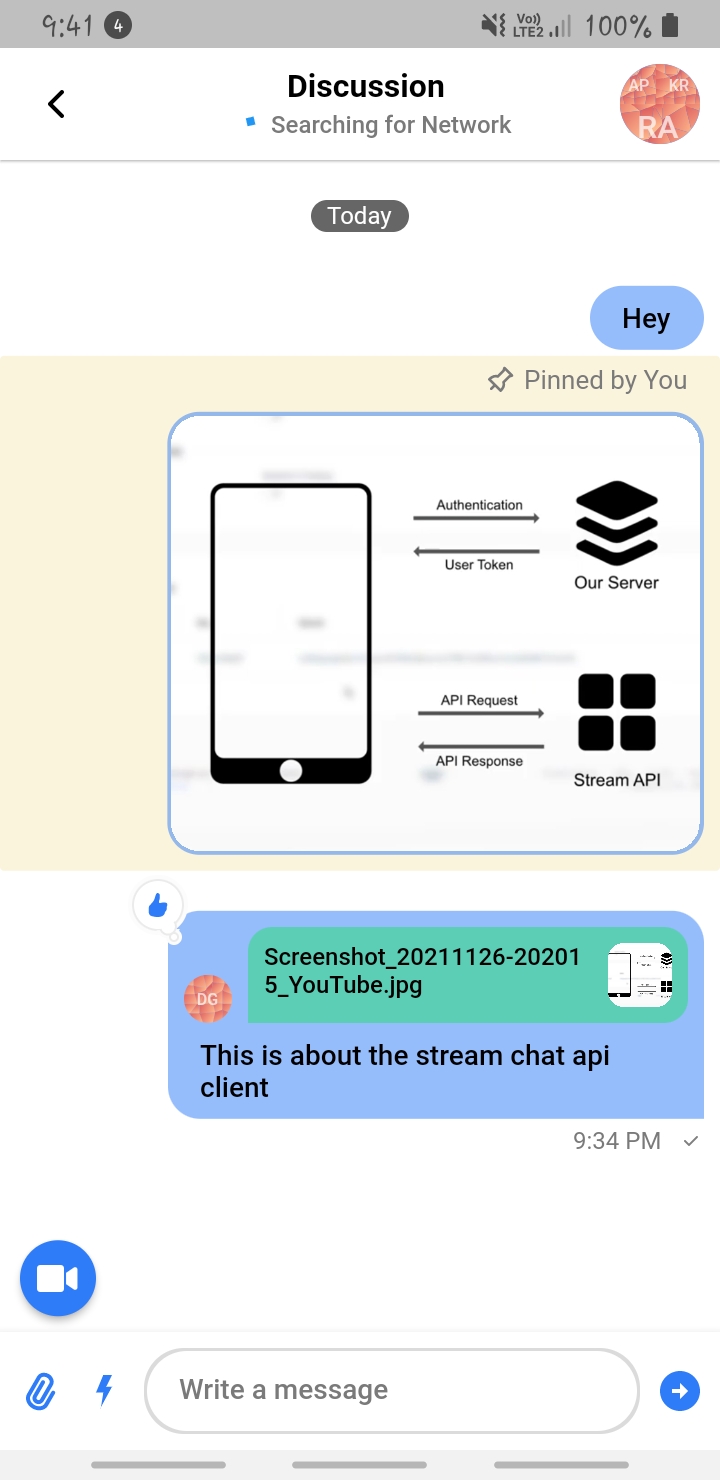 9:41 4 Vo)) LTE2 100%
Discussion
Searching for Network
AP KR
RA
Today
Hey
Pinned by You
Authentication
User Token
Our Server
API Request
API Response
Stream API
Screenshot_20211126-20201
5_YouTube.jpg
DG
This is about the stream chat api
client
9:34 PM
Write a message